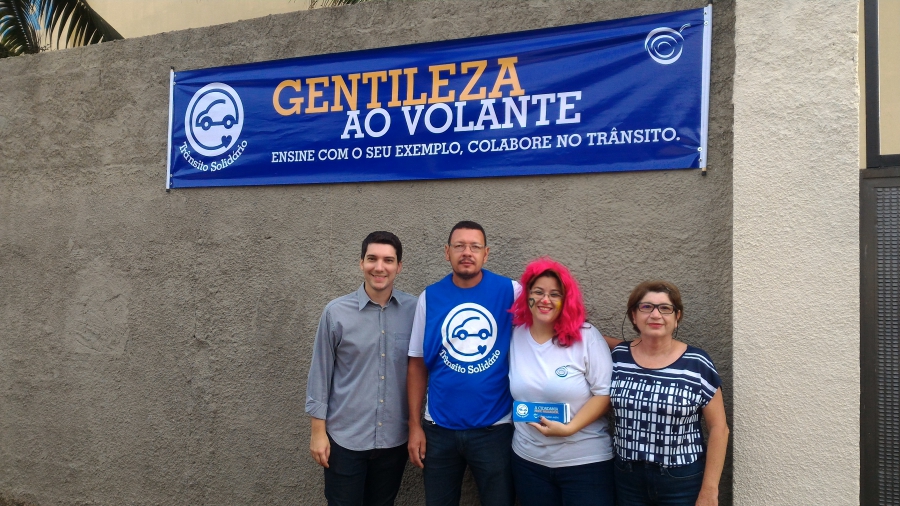 GENTILEZA
AO VOLANTE
ENSINE COM O SEU EXEMPLO, COLABORE NO TRÂNSITO.
Trânsito Solidário
Trânsito Solidário